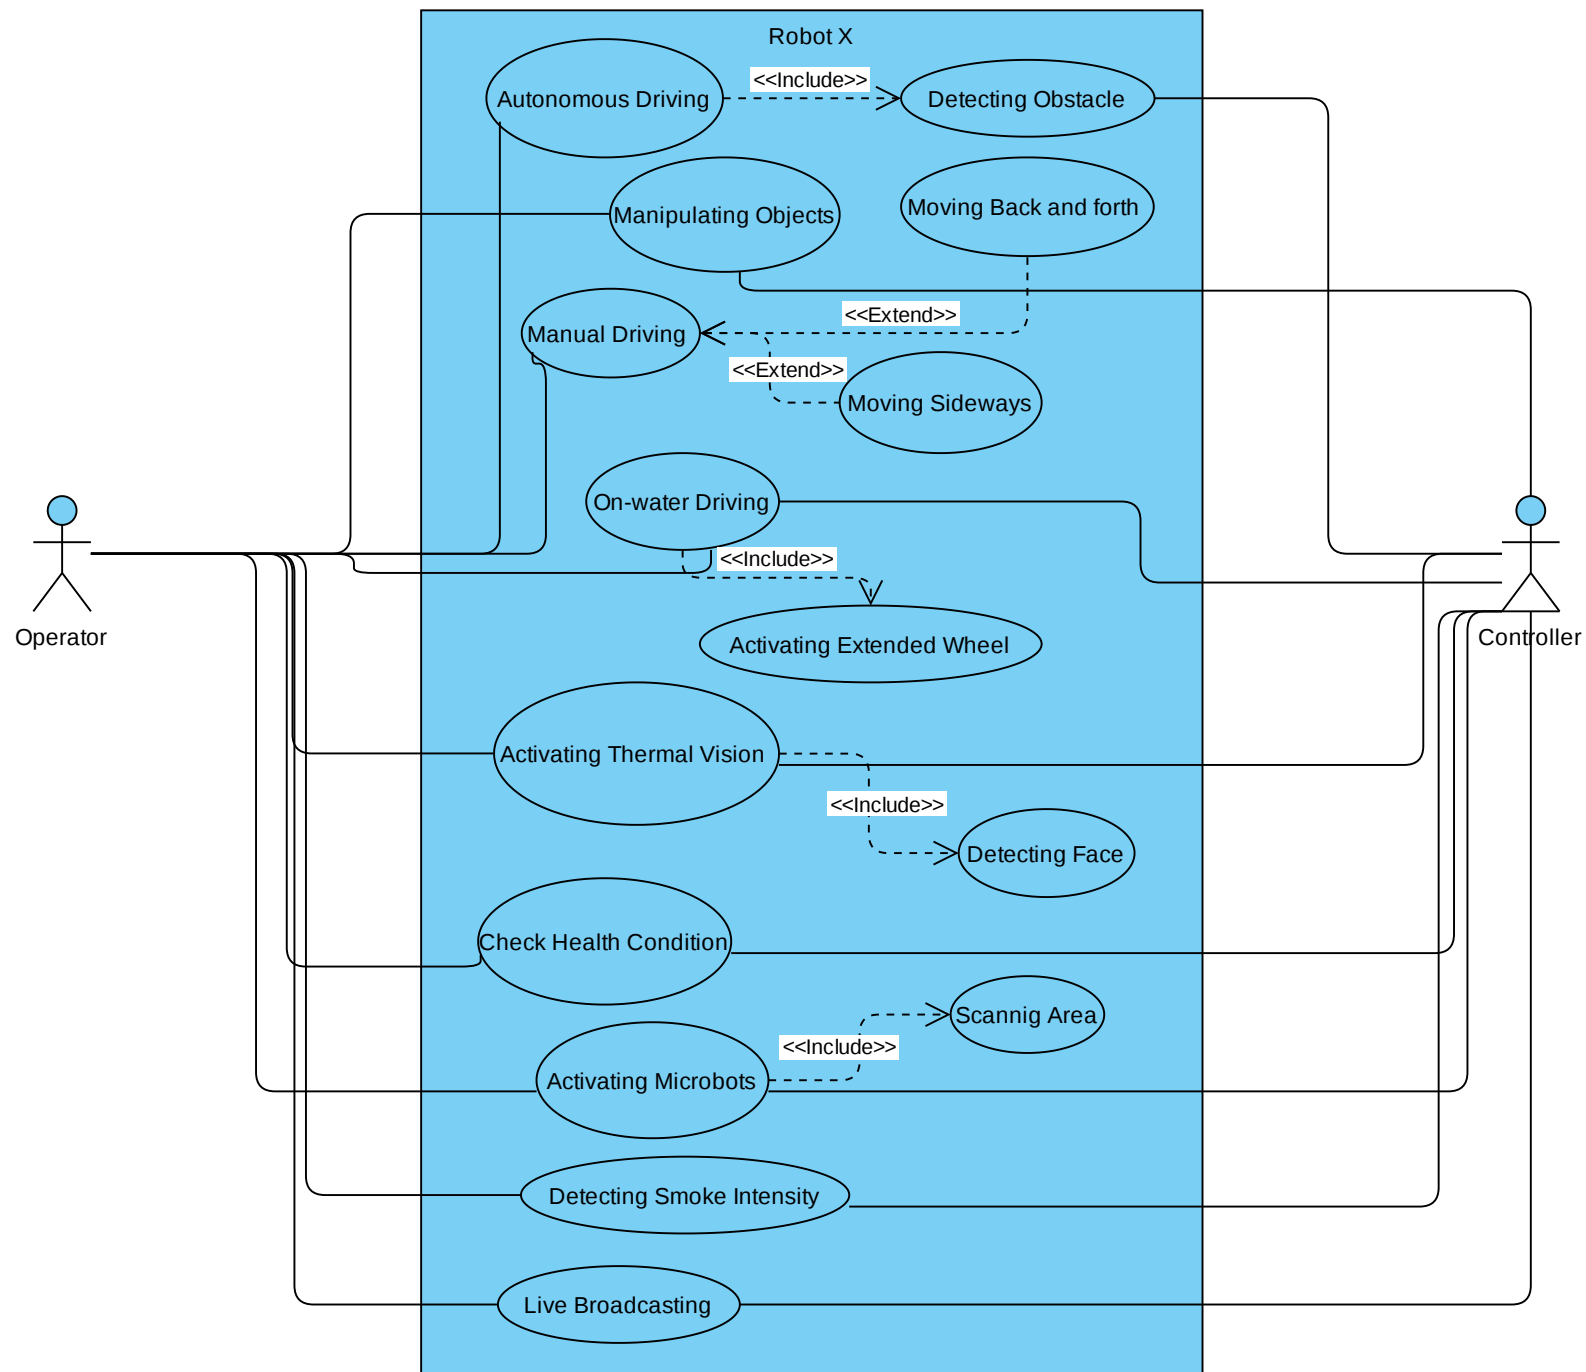 Robot X
<<Include>>
Autonomous Driving
Detecting Obstacle
Manipulating Objects
Moving Back and forth
<<Extend>>
Manual Driving
<<Extend>>
Moving Sideways
On-water Driving
<<Include>>
Operator
Controller
Activating Extended Wheel
Activating Thermal Vision
<<Include>>
Detecting Face
Check Health Condition
Scannig Area
<<Include>>
Activating Microbots
Detecting Smoke Intensity
Live Broadcasting